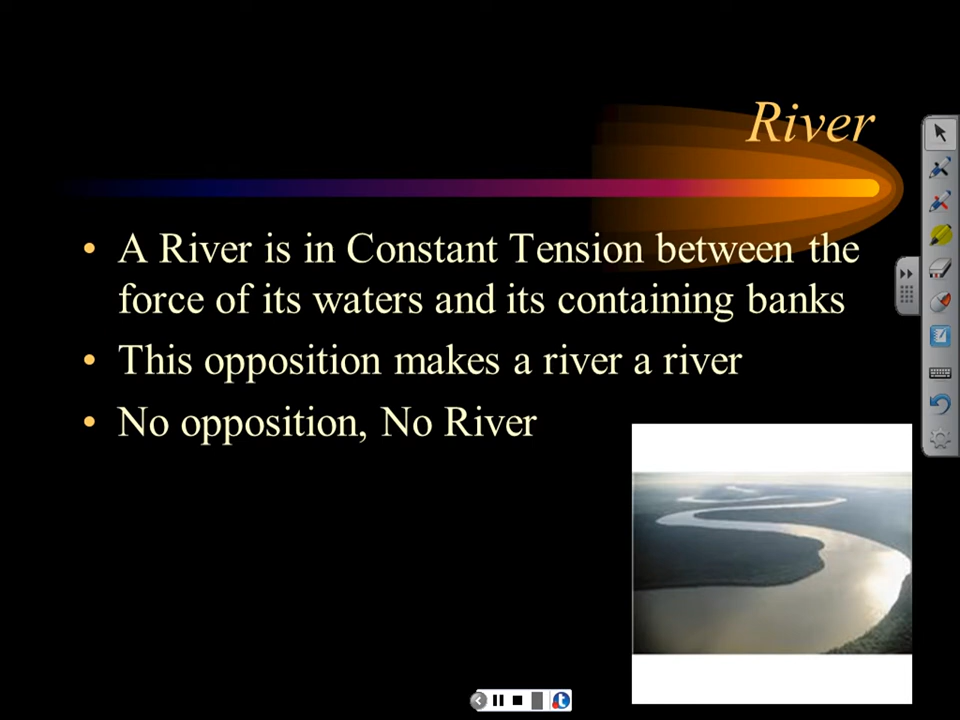 River
• A River is in Constant Tension between the
force of its waters and its containing banks
• This opposition makes a river a river
• No opposition, No River